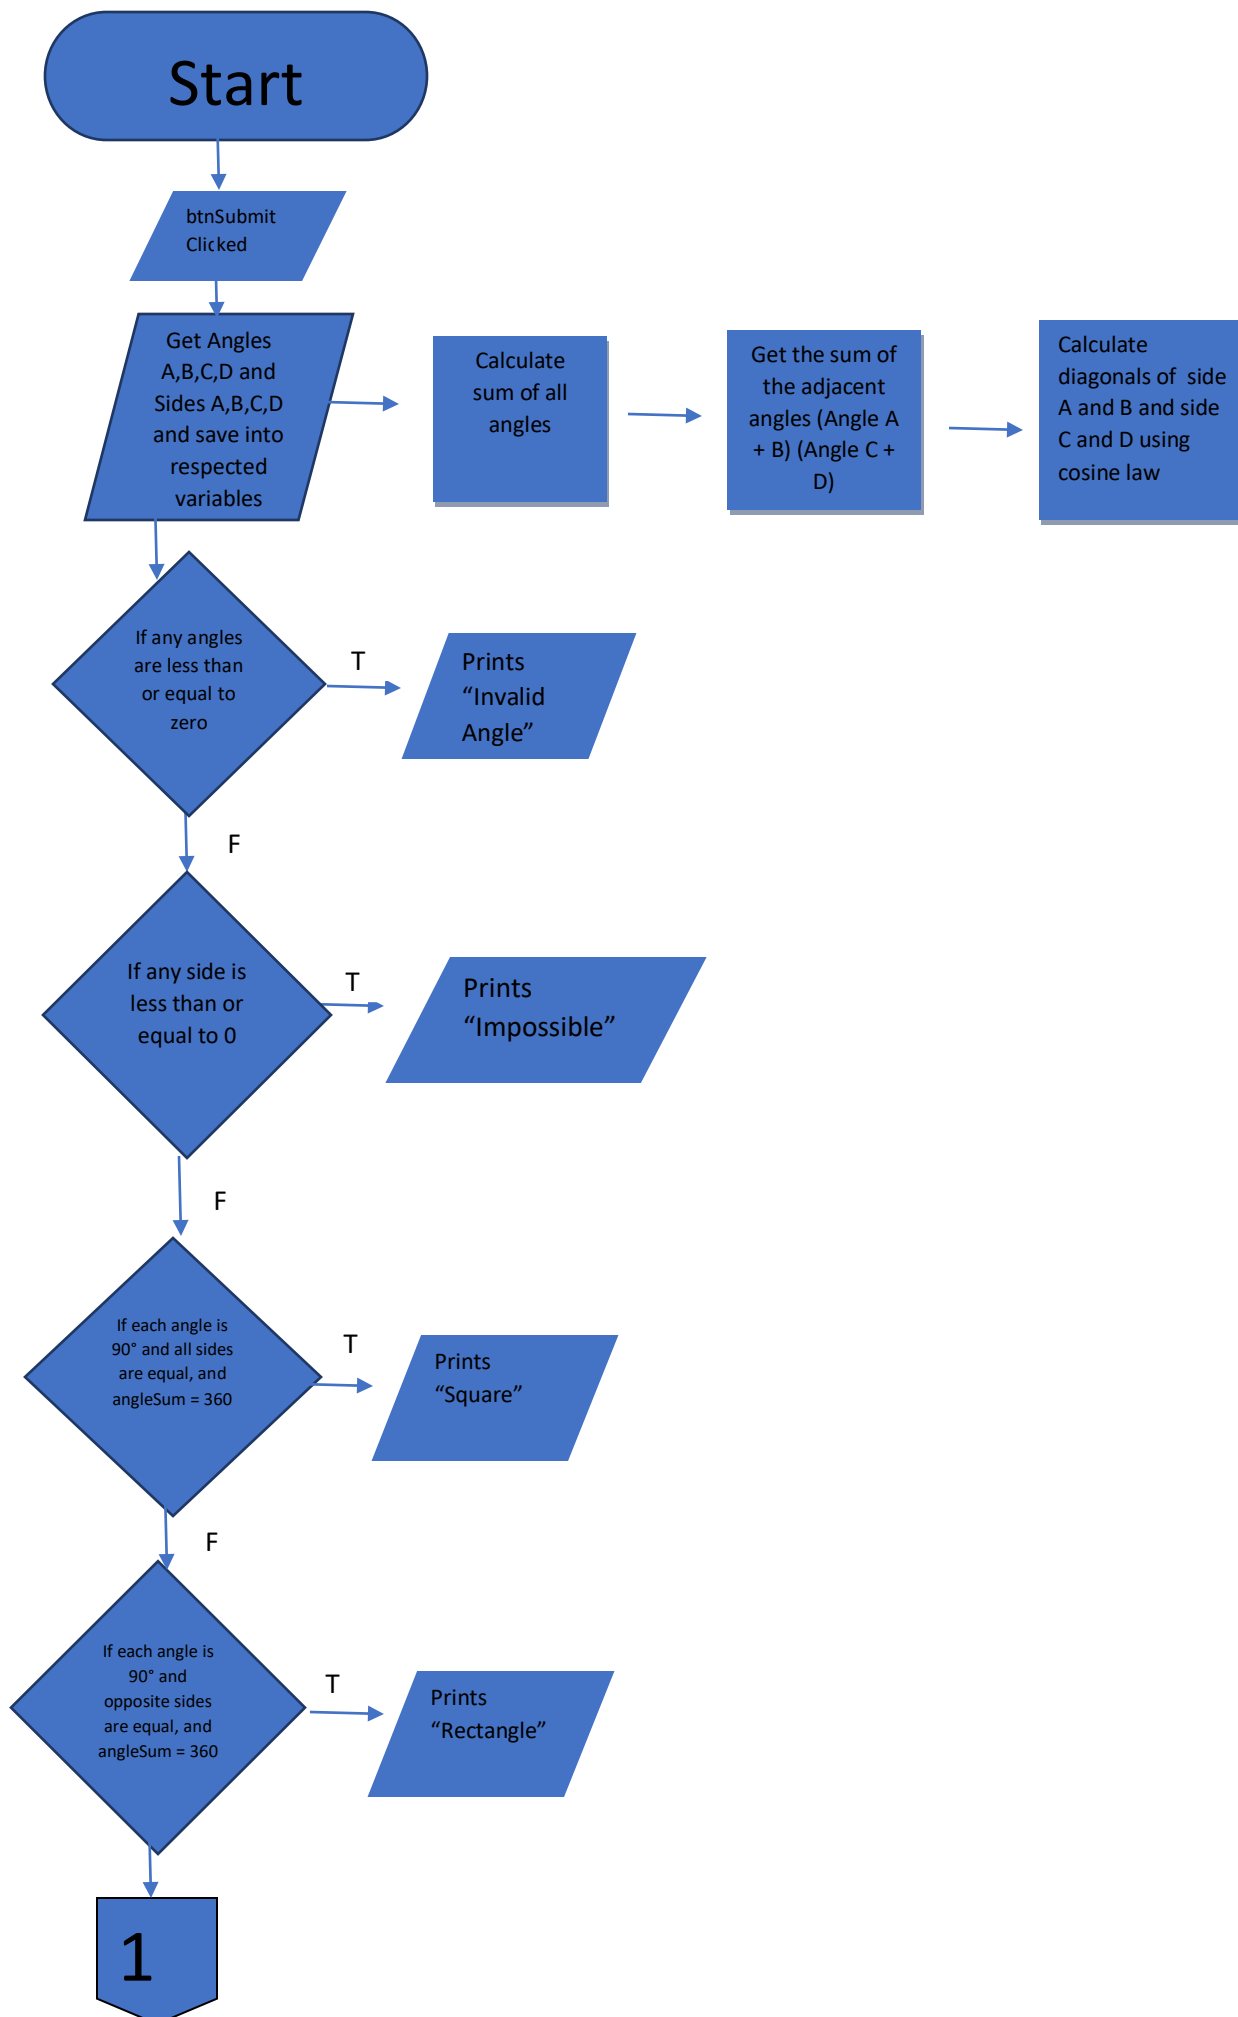 Start
btnSubmit
Clicked
Get Angles
A,B,C,D and
Sides A,B,C,D
and save into
respected
variables
Calculate
sum of all
angles
Get the sum of
the adjacent
angles (Angle A
+ B) (Angle C +
D)
Calculate
diagonals of side
A and B and side
C and D using
cosine law
If any angles
are less than
or equal to
zero
T
Prints
“Invalid
Angle”
F
If any side is
less than or
equal to 0
T
Prints
“Impossible”
F
If each angle is
90° and all sides
are equal, and
angleSum = 360
T
Prints
“Square”
F
If each angle is
90° and
opposite sides
are equal, and
angleSum = 360
T
Prints
“Rectangle”
1